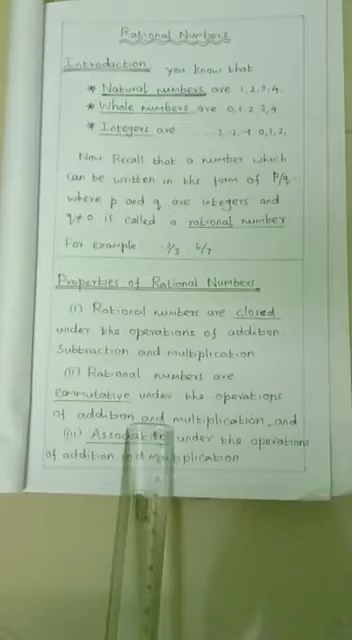 Rational Numbers
Introduction you know that
* Natural numbers are 1, 2, 3, 4.
* Whole numbers are 0, 1, 2, 3, 4
* Integers are ... -3, -2, -1, 0, 1, 2,
Now Recall that a number which
can be written in the form of P/q
where p and q are integers and
q≠0 is called a rational number
For example 2/3, 6/7
Properties of Rational Numbers
(i) Rational numbers are closed
under the operations of addition
Subtraction and multiplication
(ii) Rational numbers are
commutative under the operations
of addition and multiplication, and
(iii) Associative under the operations
of addition and multiplication